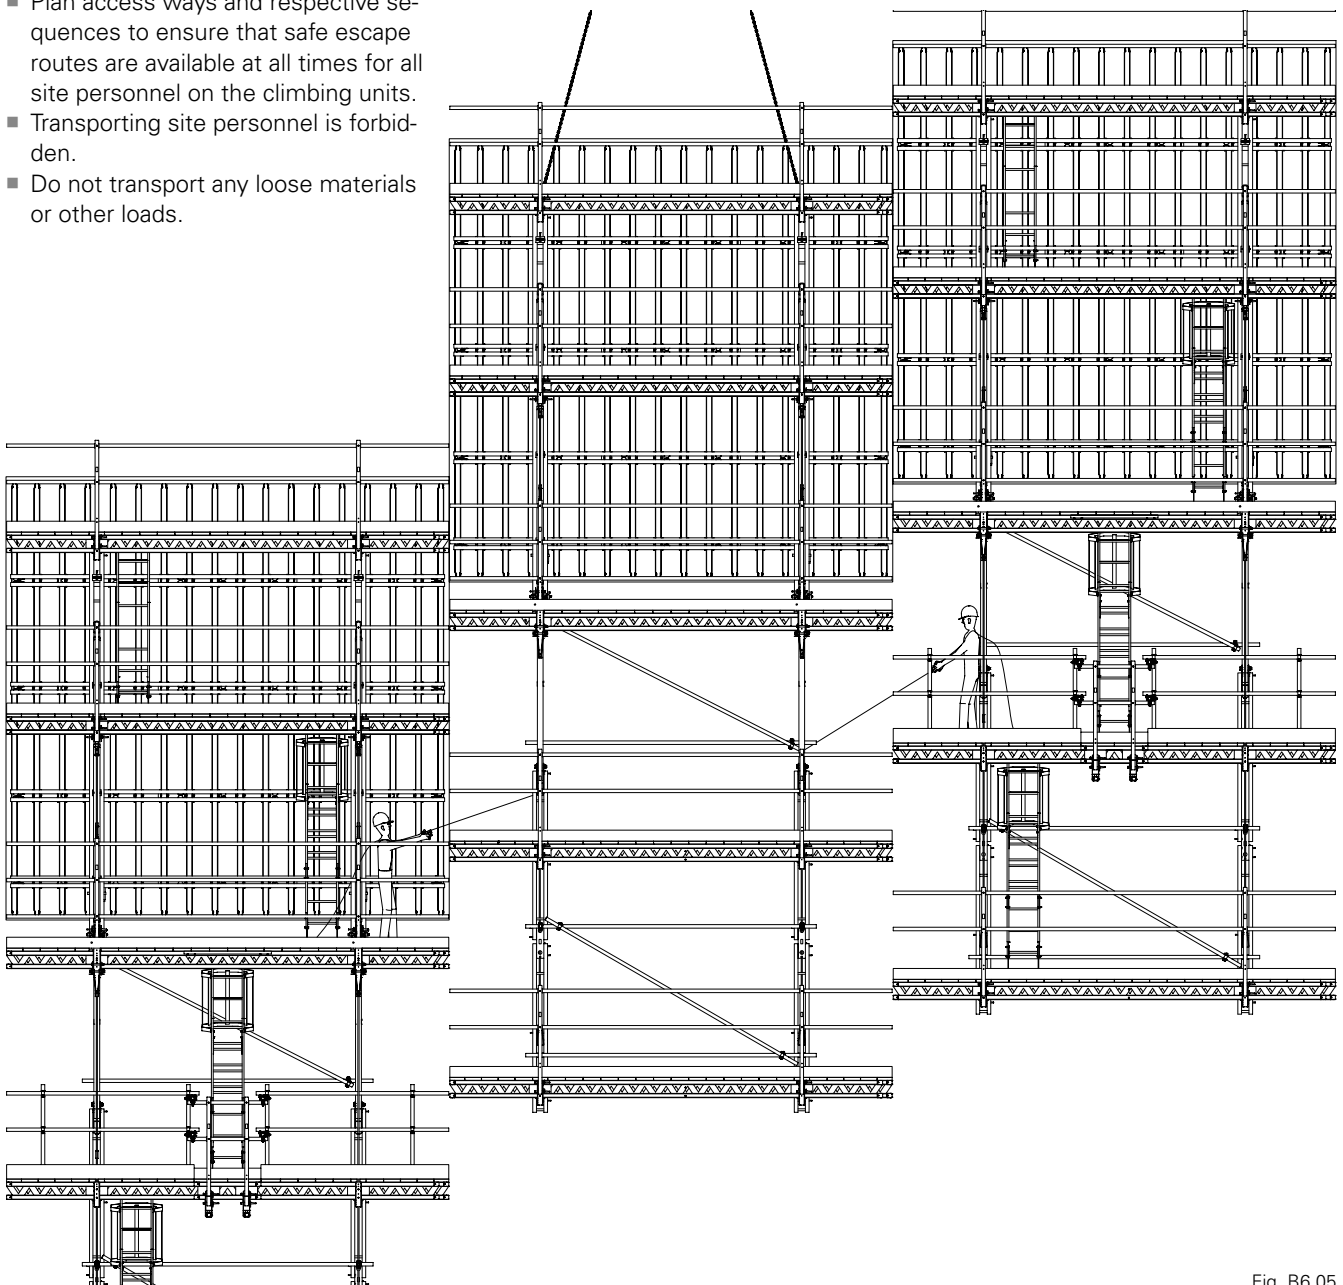 ■ Plan access ways and respective se-
quences to ensure that safe escape
routes are available at all times for all
site personnel on the climbing units.
■ Transporting site personnel is forbid-
den.
■ Do not transport any loose materials
or other loads.
Fig. B6.05